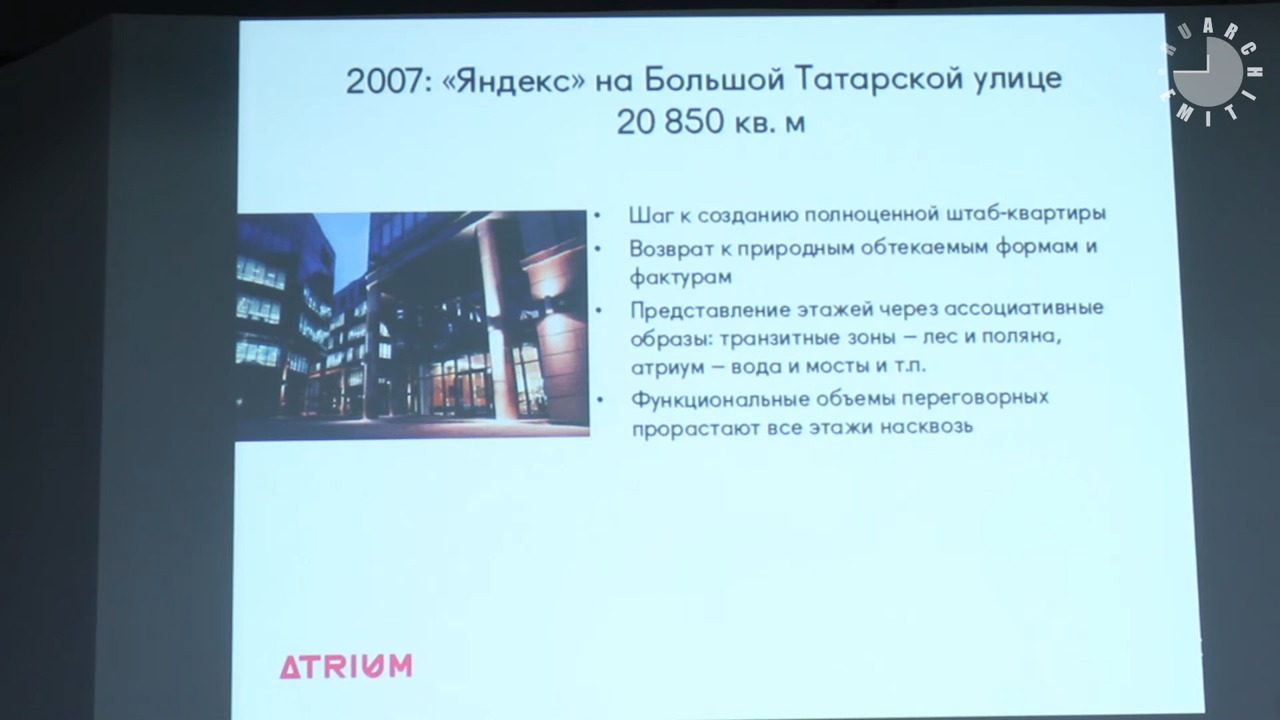 2007: «Яндекс» на Большой Татарской улице
20 850 кв. м
• Шаг к созданию полноценной штаб-квартиры
• Возврат к природным обтекаемым формам и
фактурам
• Представление этажей через ассоциативные
образы: транзитные зоны – лес и поляна,
атриум – вода и мосты и т.п.
• Функциональные объемы переговорных
прорастают все этажи насквозь
ATRIUM
ARCHITIME
RU